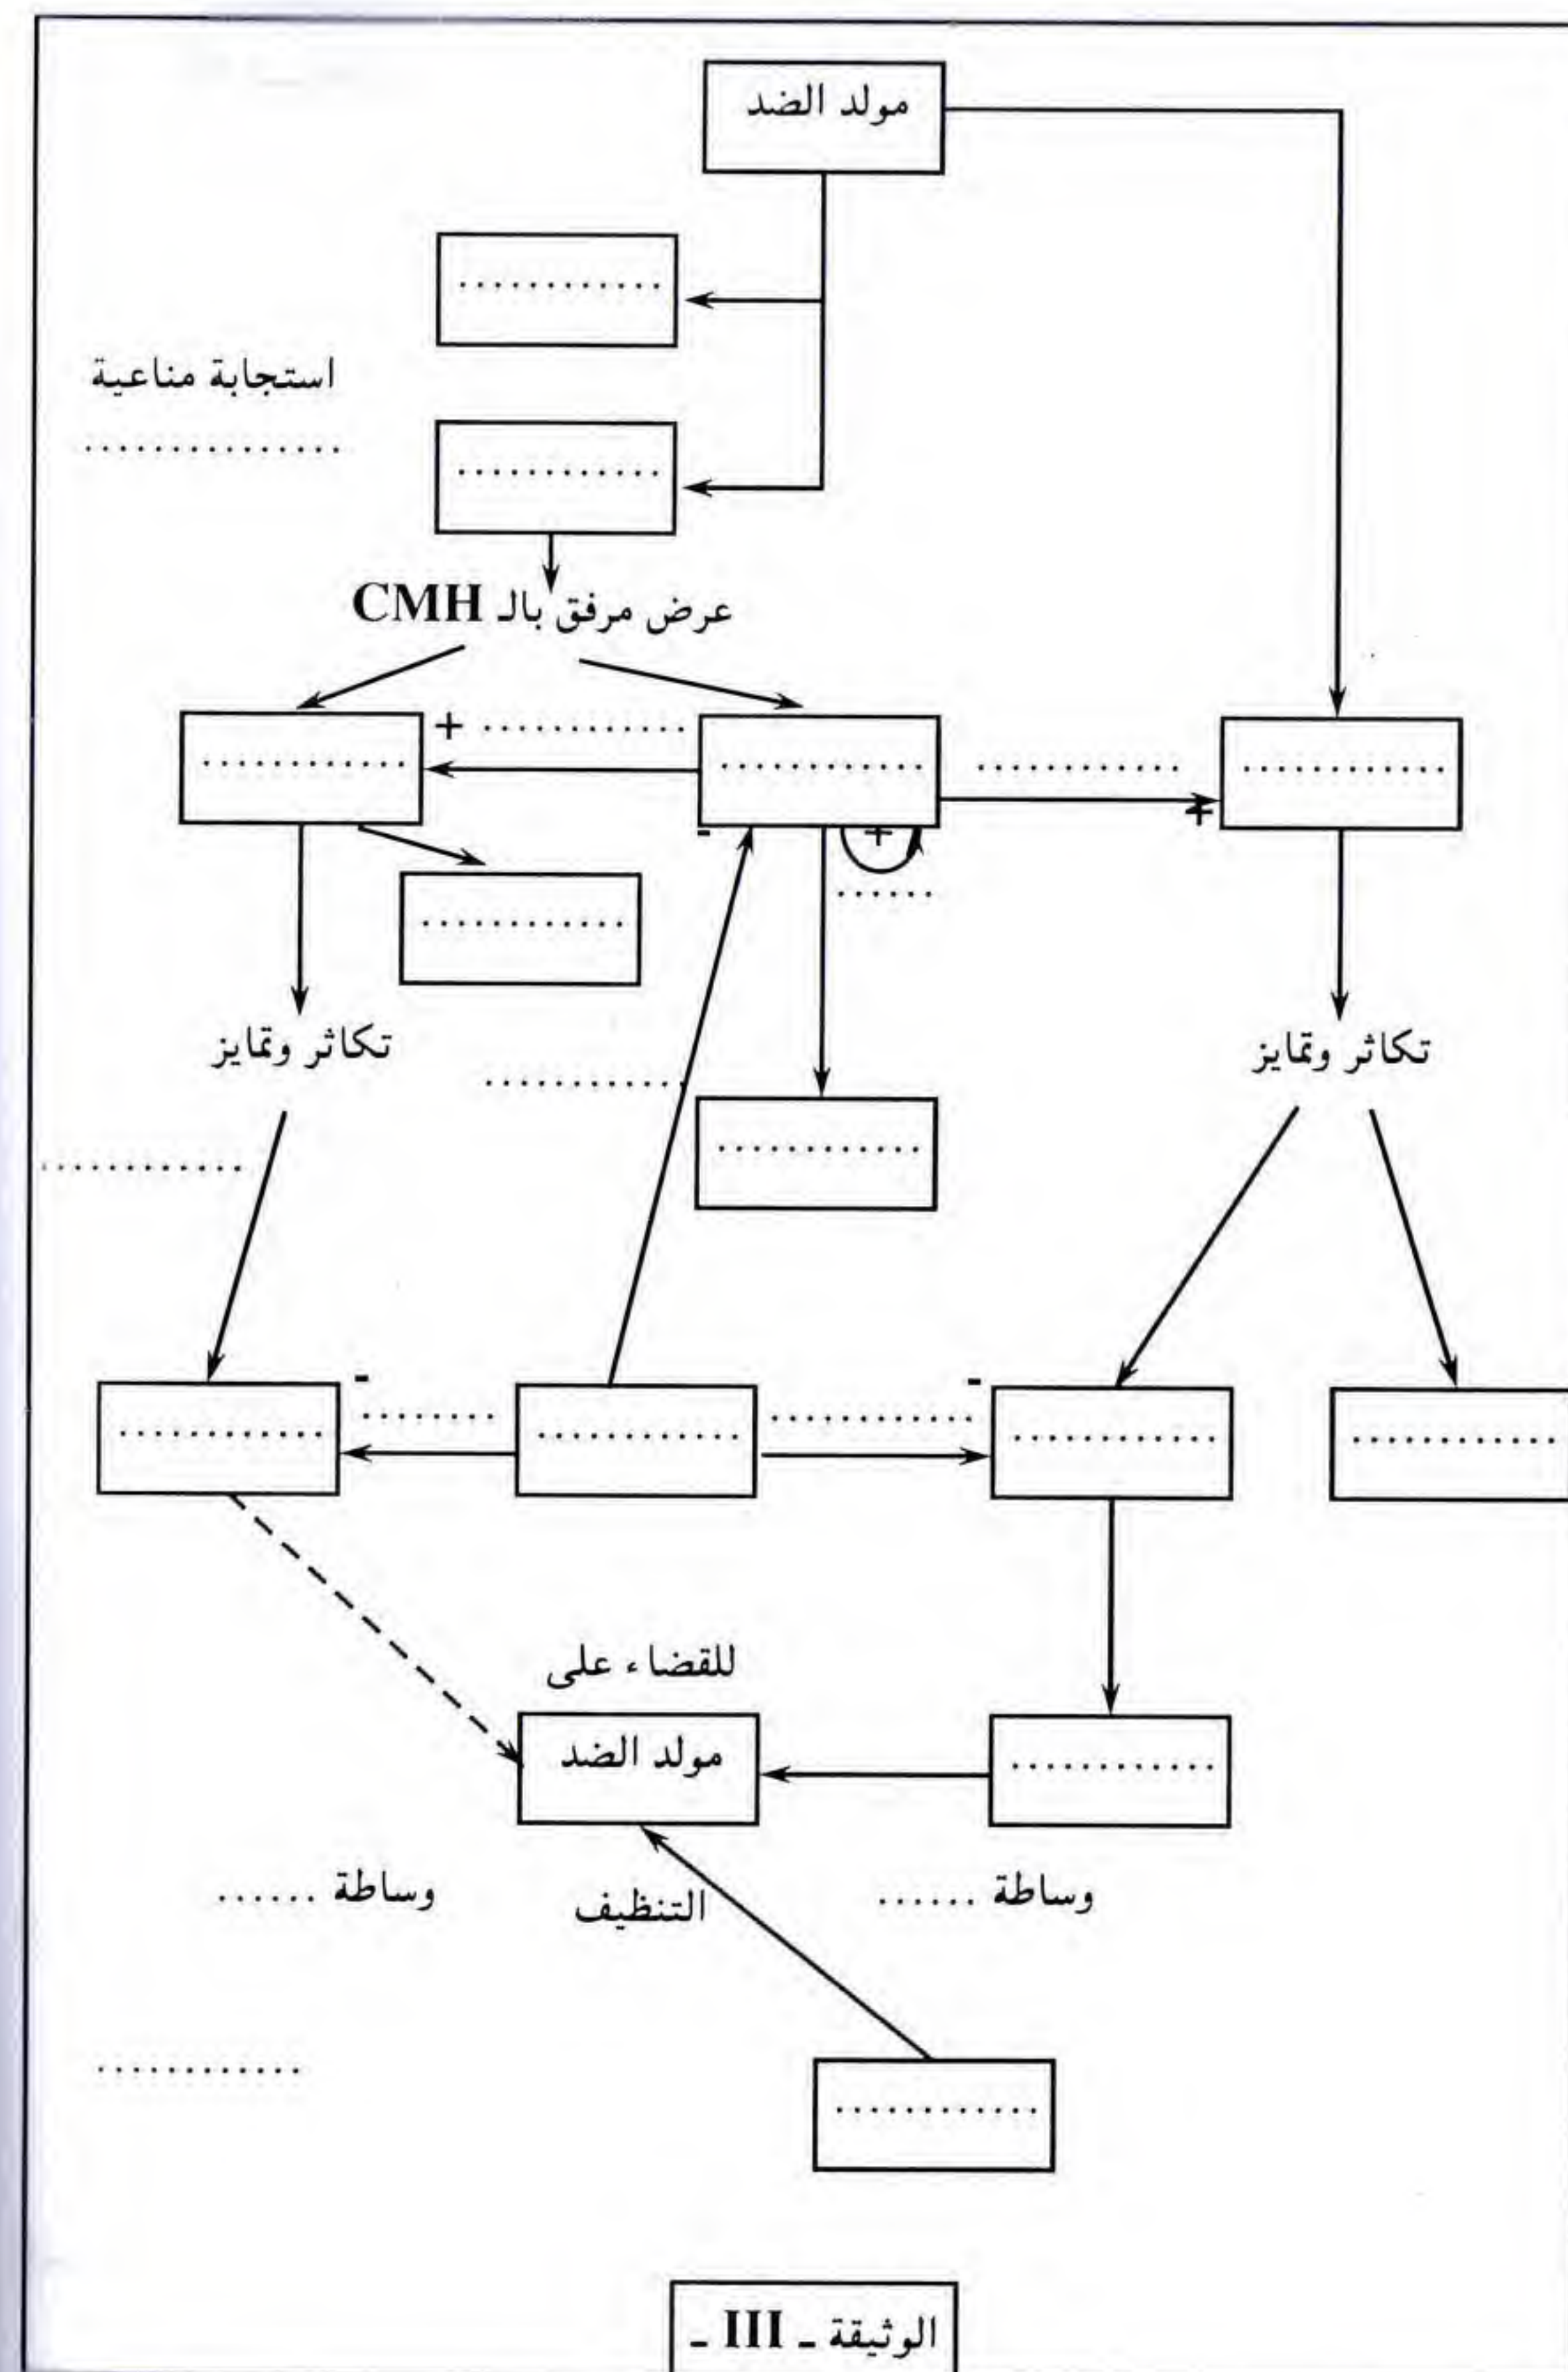 مولد الضد
............
............
استجابة مناعية
...............
............
عرض مرفق بالـ CMH
............
+ ............
............
............
............
+
- +
......
............
تكاثر وتمايز
تكاثر وتمايز
............
............
............
-
-
............
........
............
............
............
............
للقضاء على
مولد الضد
............
وساطة ......
التنظيف
وساطة ......
............
............
الوثيقة ـ III ـ